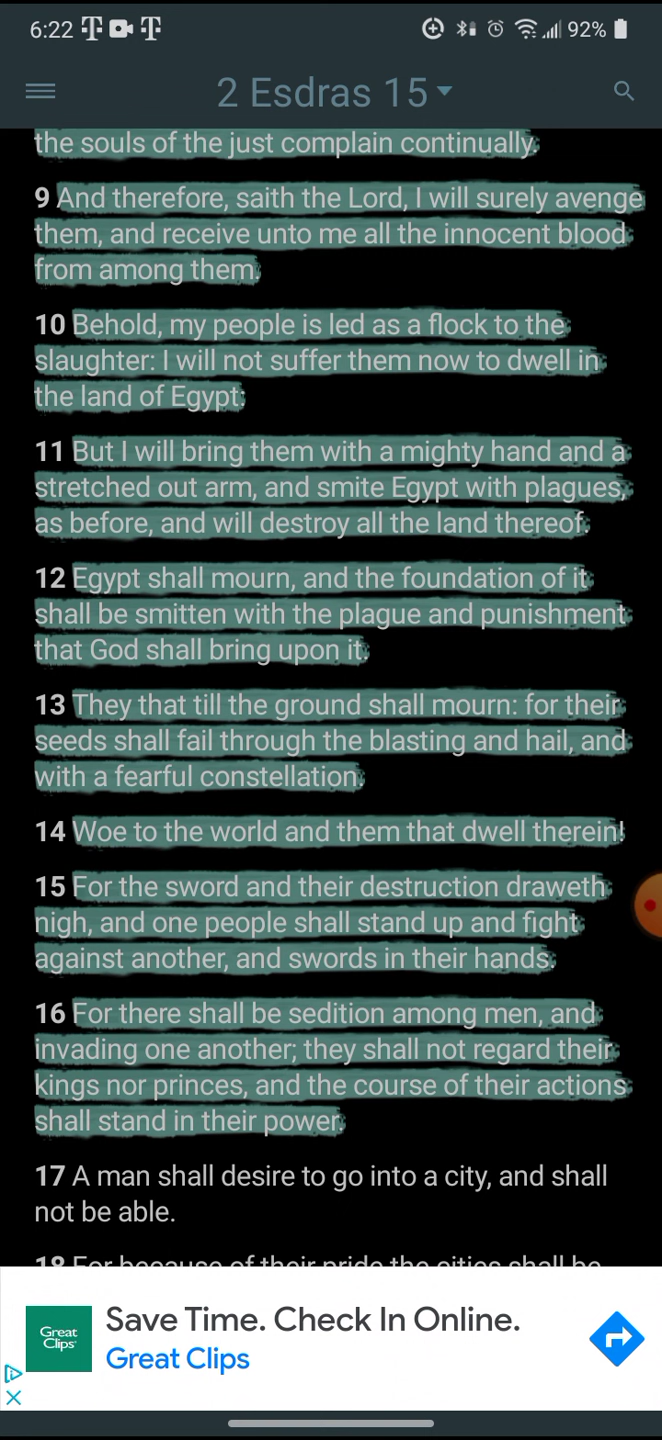 6:22
92%
2 Esdras 15
the souls of the just complain continually.
9 And therefore, saith the Lord, I will surely avenge
them, and receive unto me all the innocent blood
from among them.
10 Behold, my people is led as a flock to the
slaughter: I will not suffer them now to dwell in
the land of Egypt:
11 But I will bring them with a mighty hand and a
stretched out arm, and smite Egypt with plagues,
as before, and will destroy all the land thereof.
12 Egypt shall mourn, and the foundation of it
shall be smitten with the plague and punishment
that God shall bring upon it.
13 They that till the ground shall mourn: for their
seeds shall fail through the blasting and hail, and
with a fearful constellation.
14 Woe to the world and them that dwell therein!
15 For the sword and their destruction draweth
nigh, and one people shall stand up and fight
against another, and swords in their hands.
16 For there shall be sedition among men, and
invading one another; they shall not regard their
kings nor princes, and the course of their actions
shall stand in their power.
17 A man shall desire to go into a city, and shall
not be able.
18 For because of their pride the cities shall be
Great Clips
Save Time. Check In Online.
Great Clips